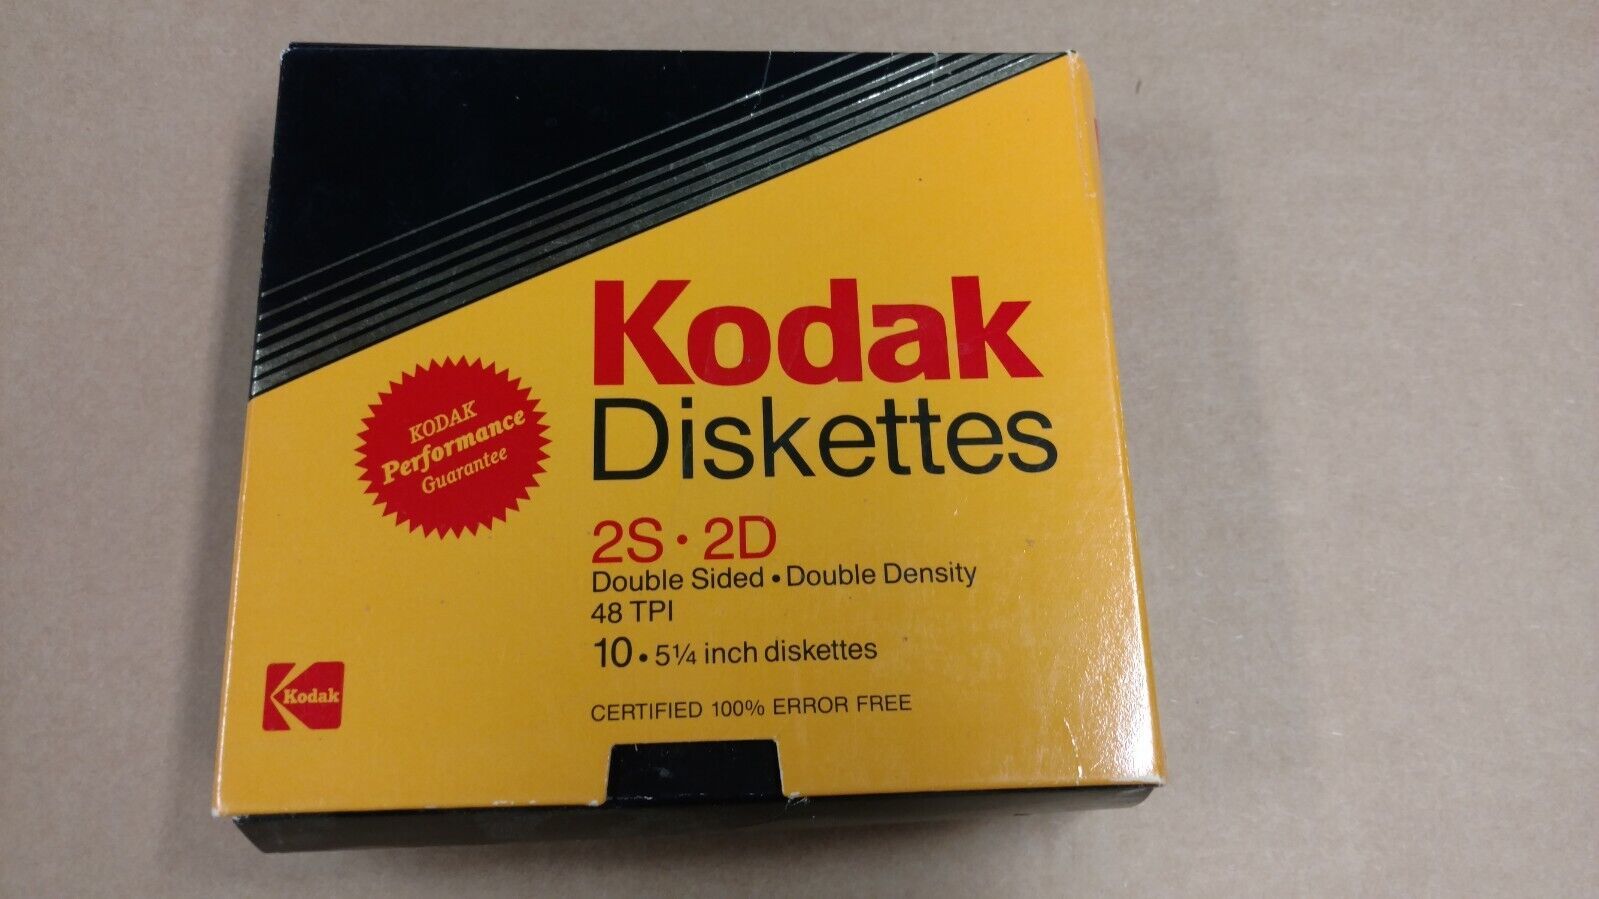 Kodak
Diskettes
KODAK
Performance
Guarantee
2S • 2D
Double Sided • Double Density
48 TPI
10 • 5¼ inch diskettes
CERTIFIED 100% ERROR FREE
Kodak